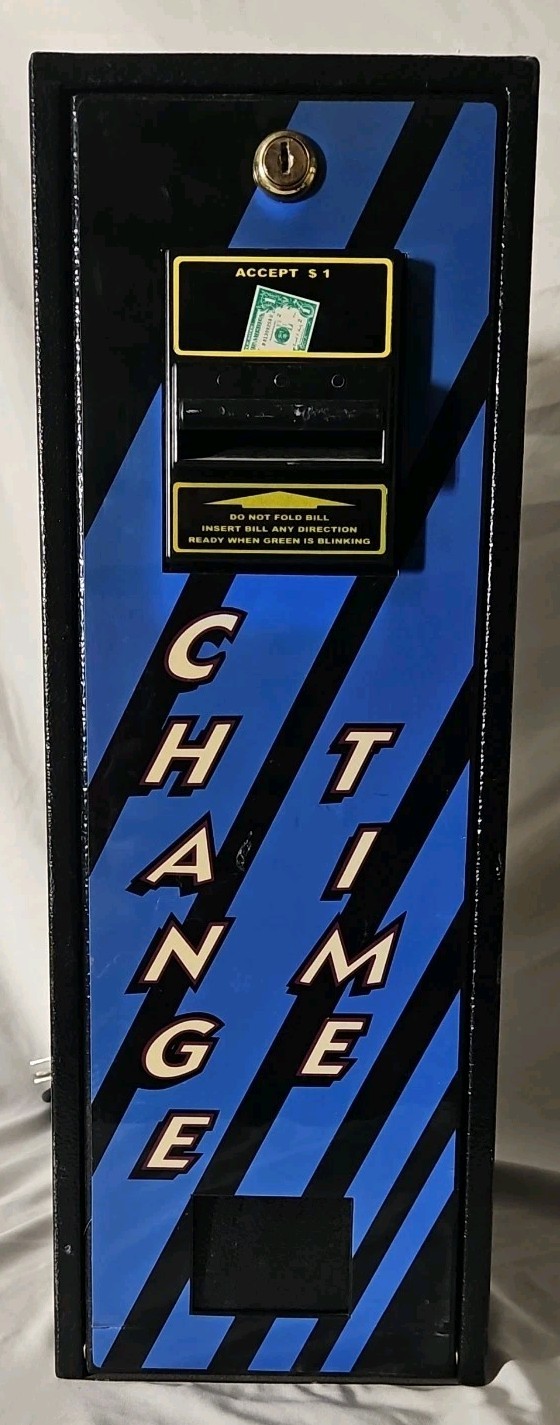 ACCEPT $1
DO NOT FOLD BILL
INSERT BILL ANY DIRECTION
READY WHEN GREEN IS BLINKING
CHANGE
TIME